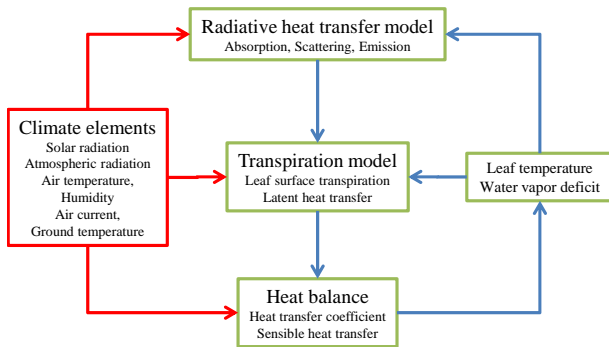 Radiative heat transfer model
Absorption, Scattering, Emission
Climate elements
Solar radiation
Atmospheric radiation
Air temperature,
Humidity
Air current,
Ground temperature
Transpiration model
Leaf surface transpiration
Latent heat transfer
Leaf temperature
Water vapor deficit
Heat balance
Heat transfer coefficient
Sensible heat transfer